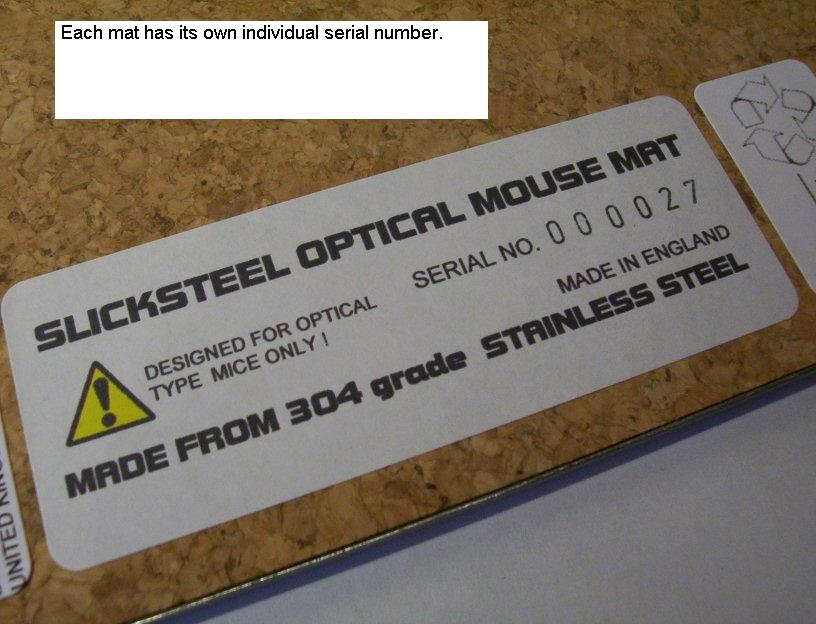 Each mat has its own individual serial number.
SLICKSTEEL OPTICAL MOUSE MAT
SERIAL NO. 000027
DESIGNED FOR OPTICAL
TYPE MICE ONLY !
MADE IN ENGLAND
MADE FROM 304 grade STAINLESS STEEL
UNITED